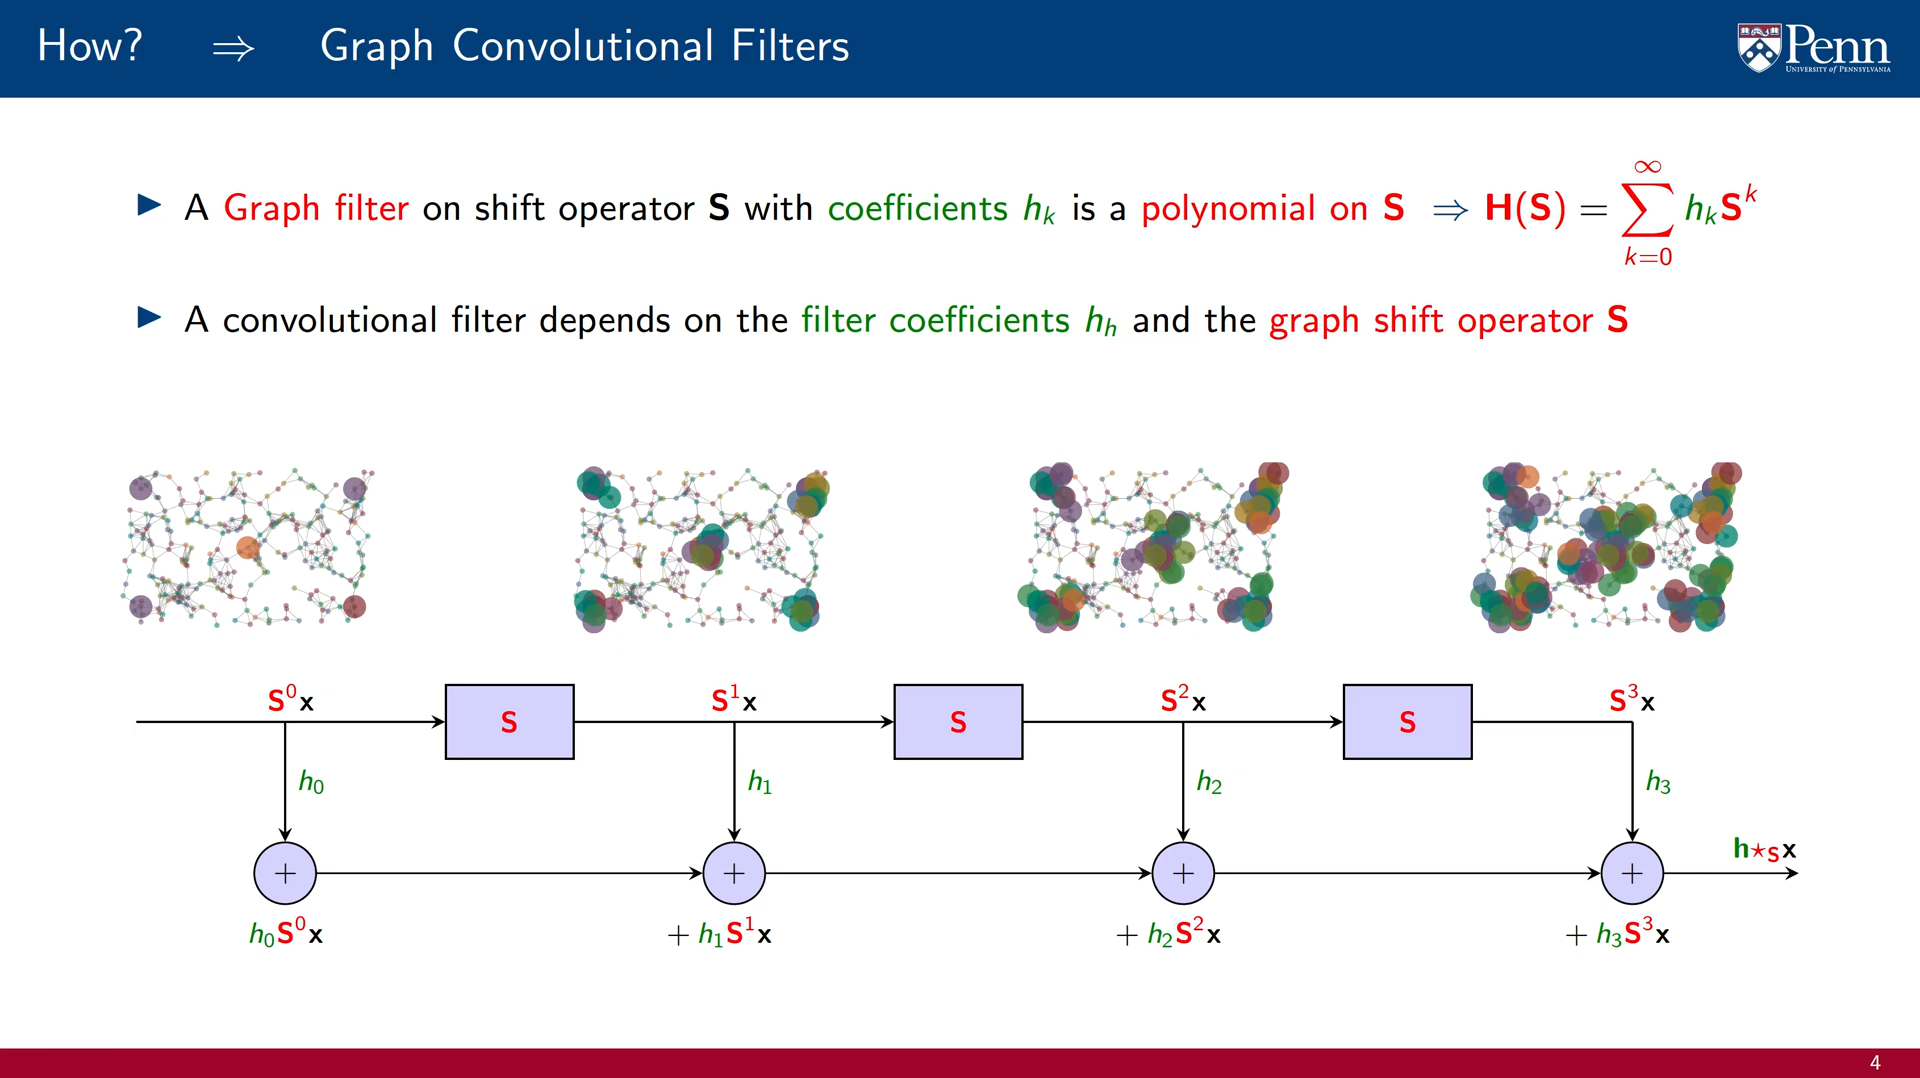 How? ⇒ Graph Convolutional Filters
Penn
UNIVERSITY of PENNSYLVANIA
▶ A Graph filter on shift operator S with coefficients hₖ is a polynomial on S ⇒ H(S) = ∑_{k=0}^{∞} hₖSᵏ
▶ A convolutional filter depends on the filter coefficients hₕ and the graph shift operator S
S⁰x S¹x S²x S³x
S S S
h₀ h₁ h₂ h₃
h⋆ₛx
+ + + +
h₀S⁰x + h₁S¹x + h₂S²x + h₃S³x
4